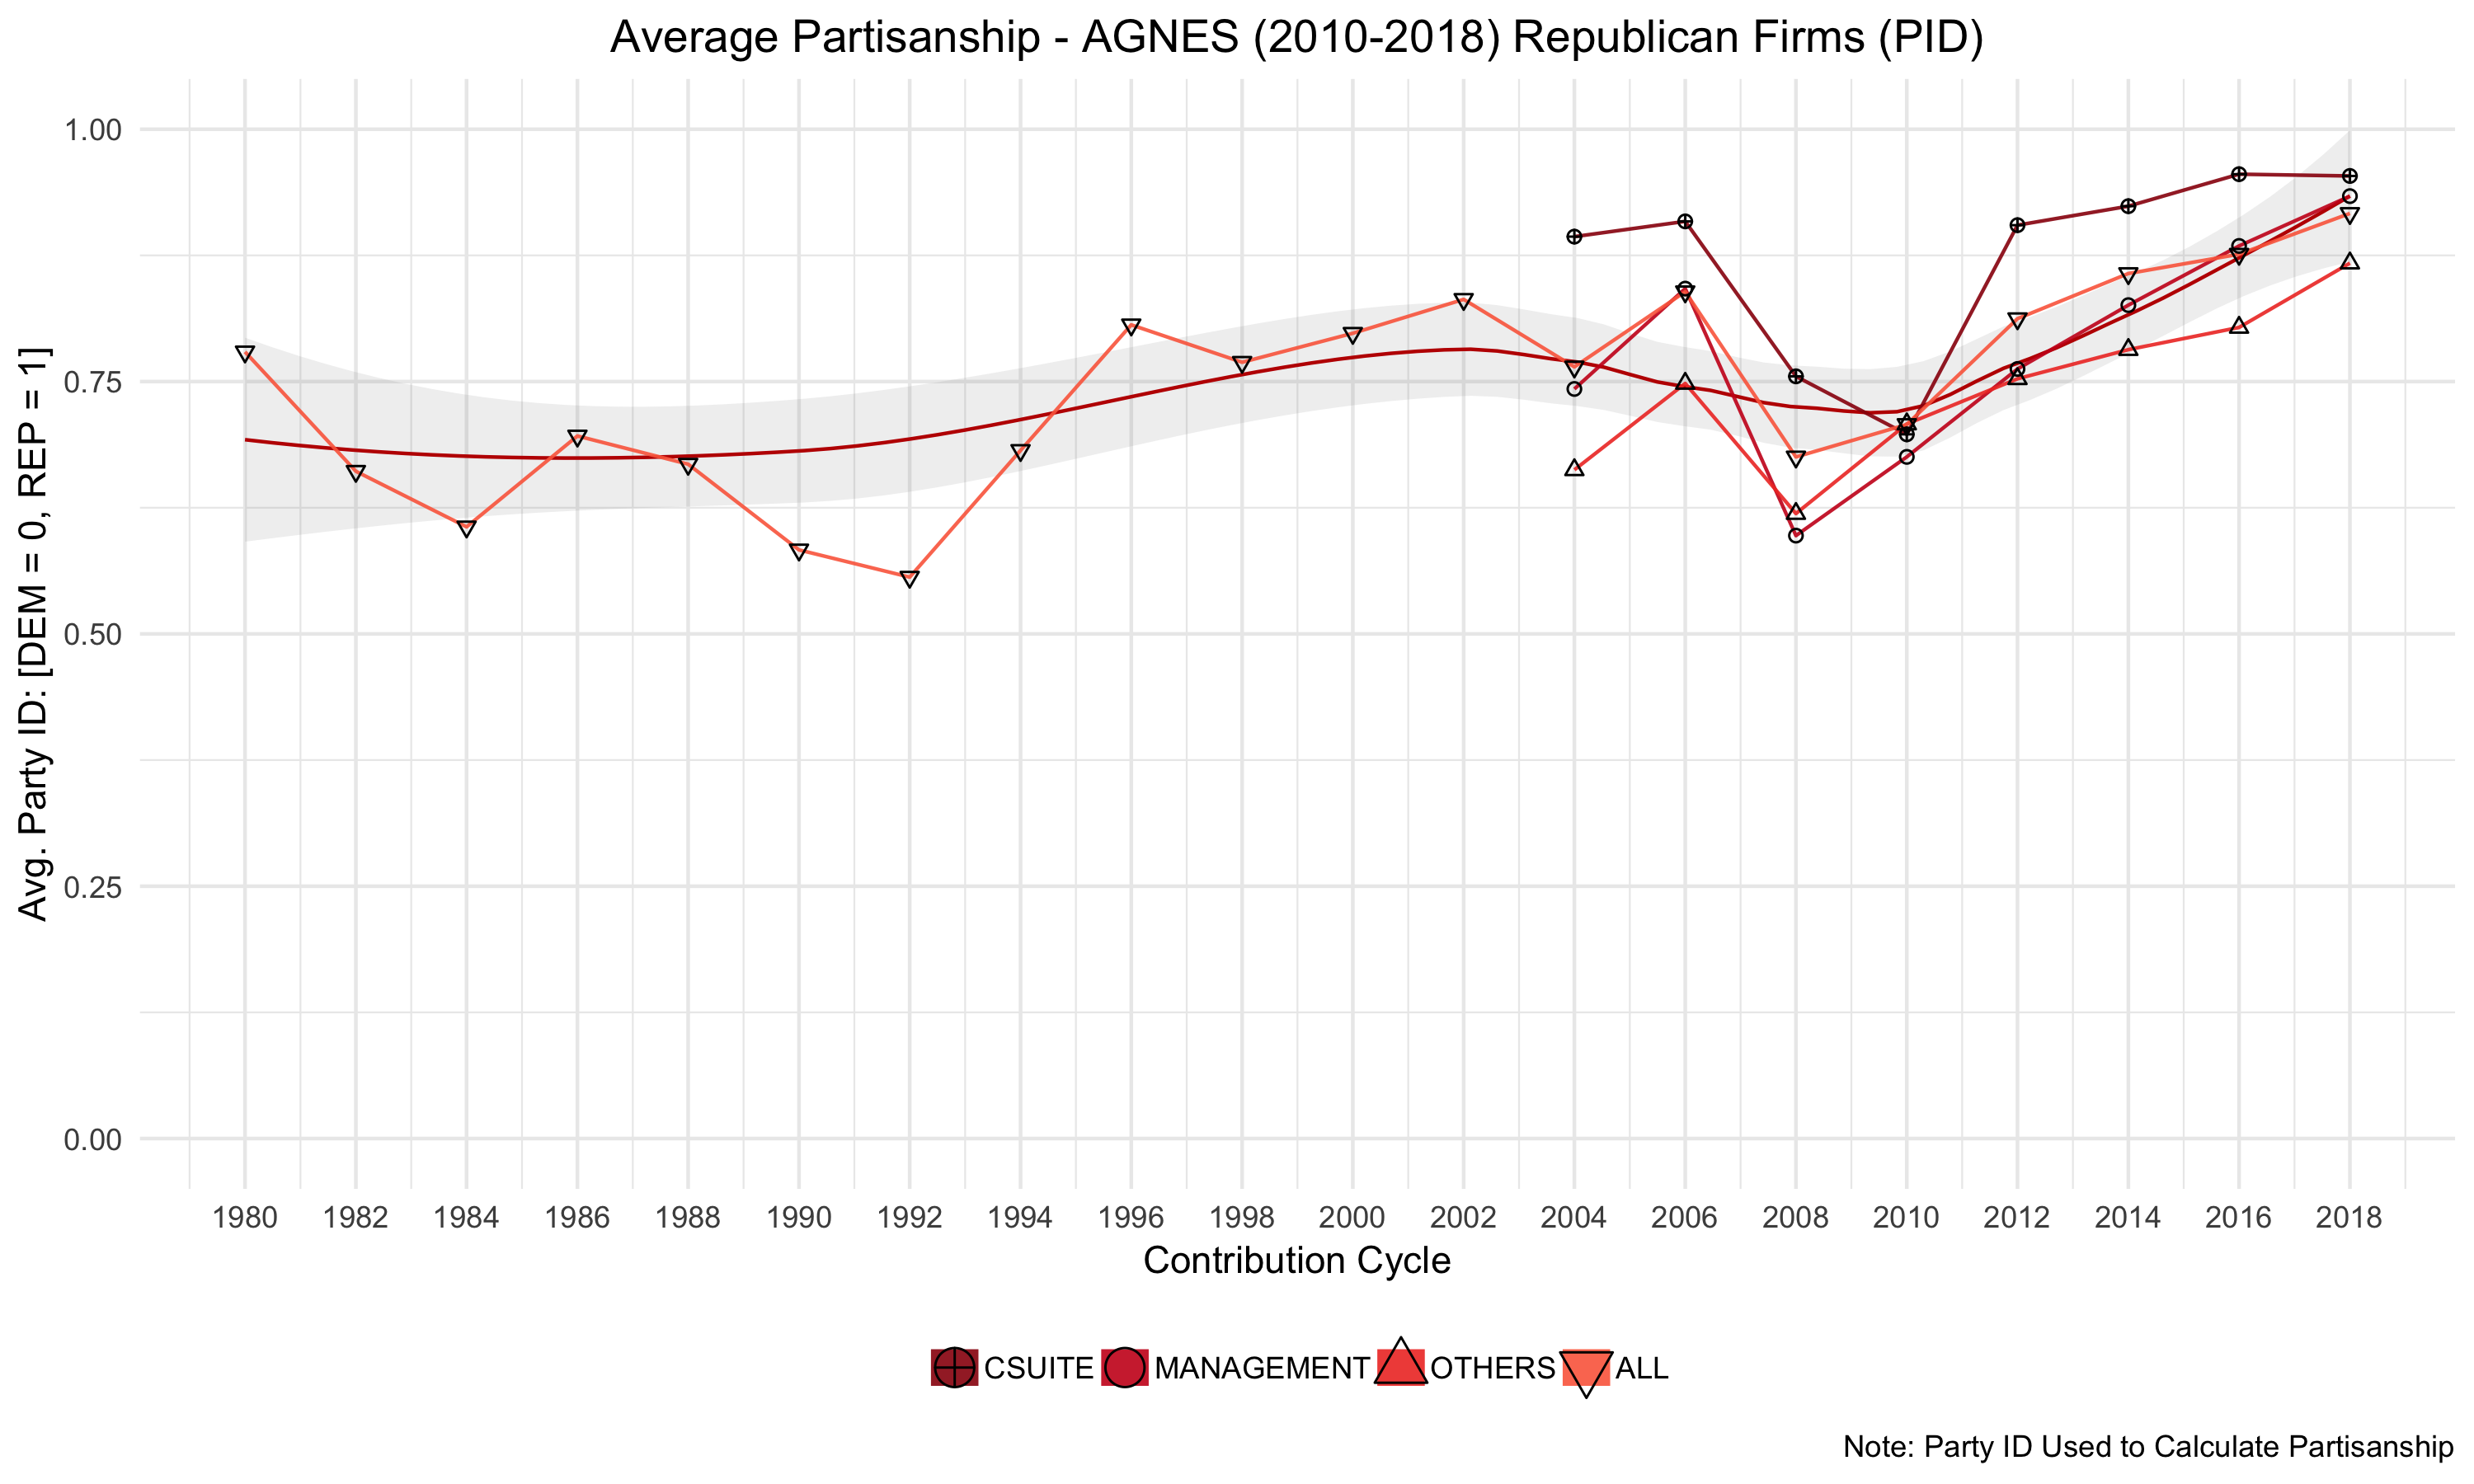 Average Partisanship - AGNES (2010-2018) Republican Firms (PID)
Avg. Party ID: [DEM = 0, REP = 1]
1.00
0.75
0.50
0.25
0.00
1980 1982 1984 1986 1988 1990 1992 1994 1996 1998 2000 2002 2004 2006 2008 2010 2012 2014 2016 2018
Contribution Cycle
CSUITE MANAGEMENT OTHERS ALL
Note: Party ID Used to Calculate Partisanship